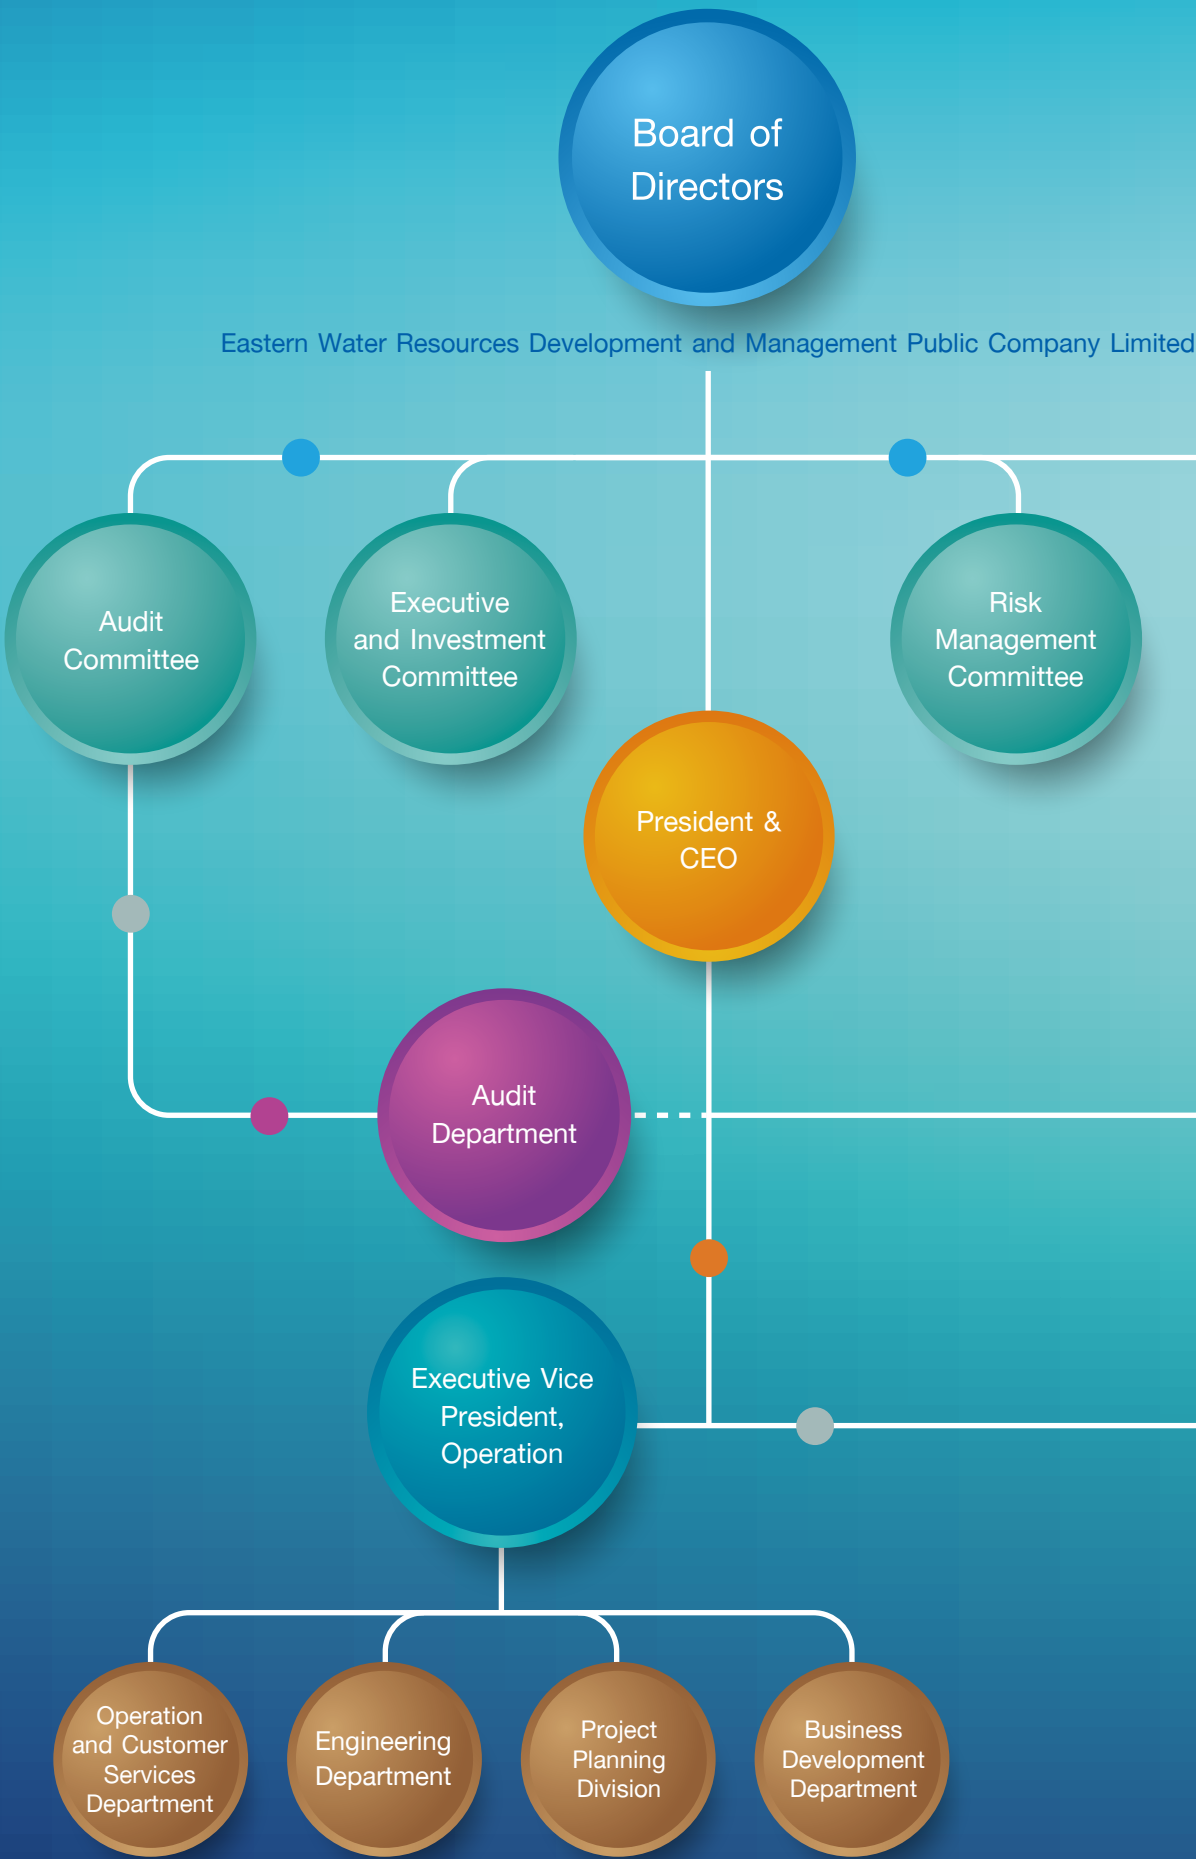 Board of
Directors
Eastern Water Resources Development and Management Public Company Limited
Audit
Committee
Executive
and Investment
Committee
Risk
Management
Committee
President &
CEO
Audit
Department
Executive Vice
President,
Operation
Operation
and Customer
Services
Department
Engineering
Department
Project
Planning
Division
Business
Development
Department